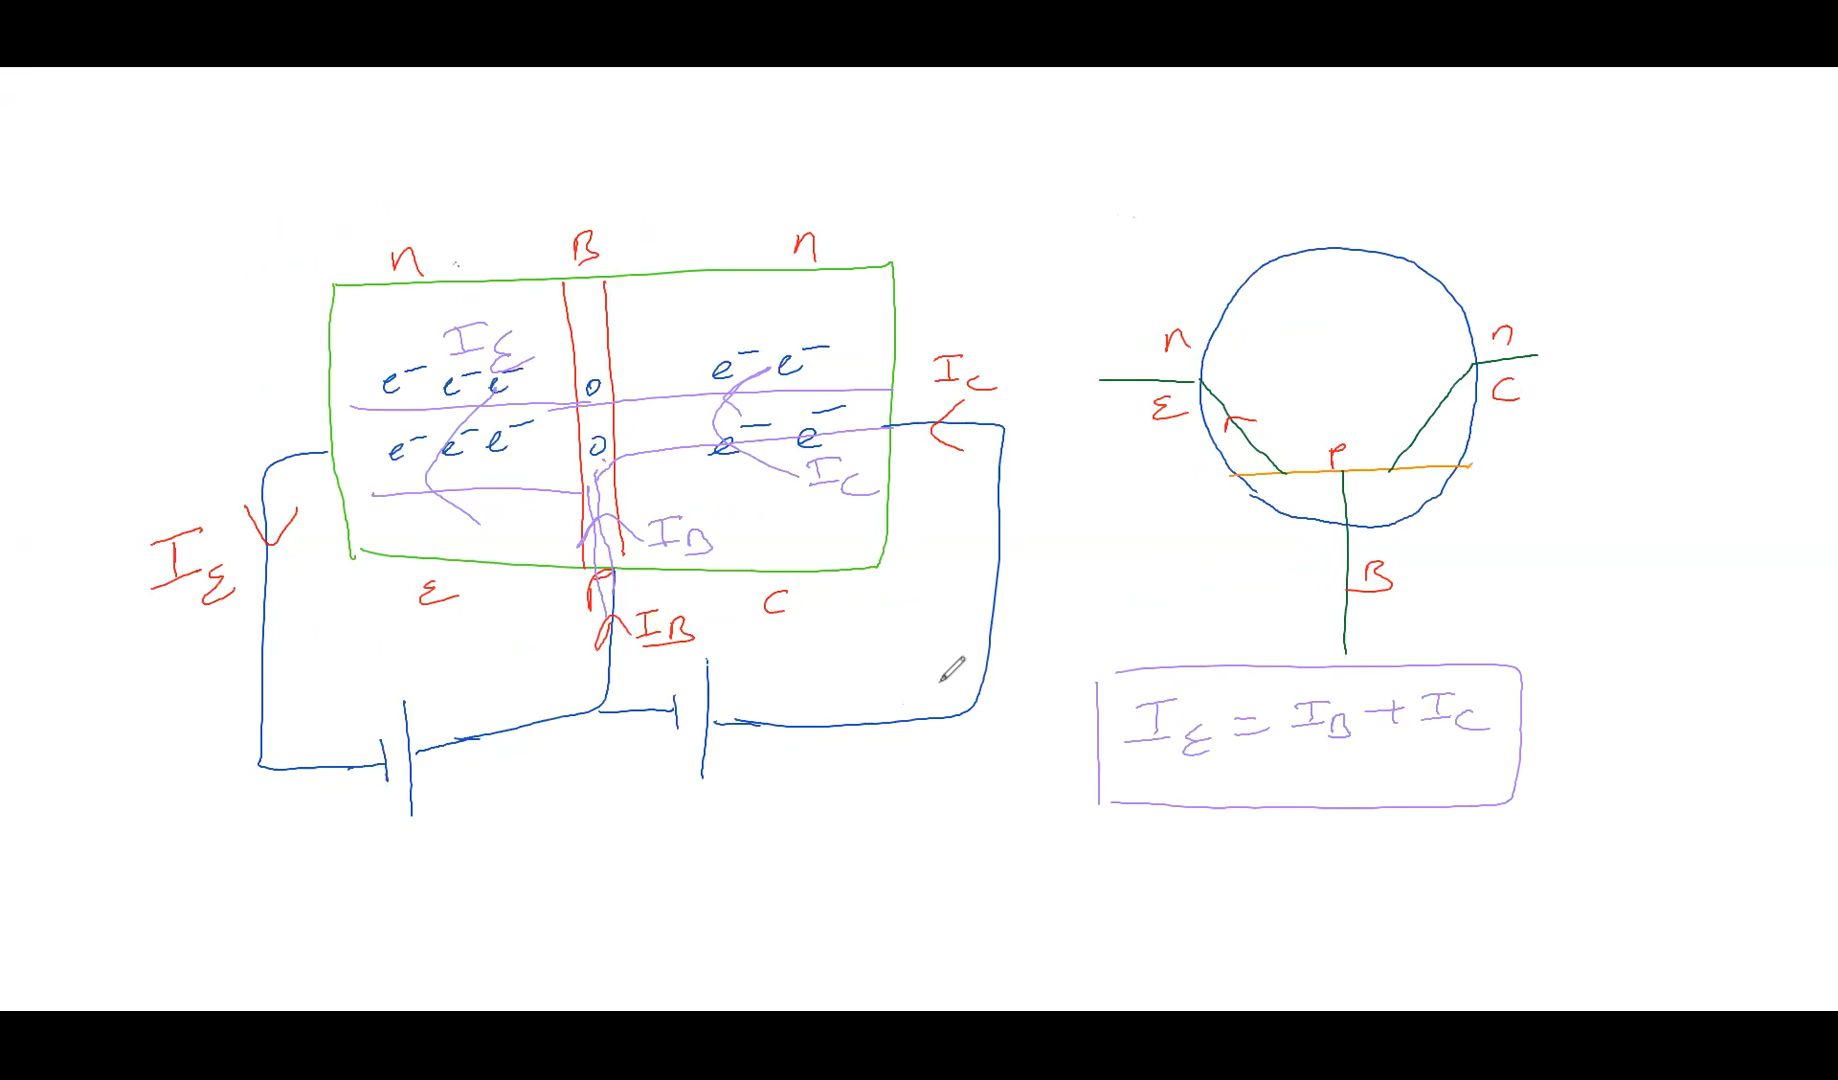 n B n
I_E
e⁻ e⁻ e⁻ o e⁻ e⁻
e⁻ e⁻ e⁻ o e⁻ e⁻
I_C
I_C
I_B
I_E
E P C
I_B
n n
E C
P
B
I_E = I_B + I_C